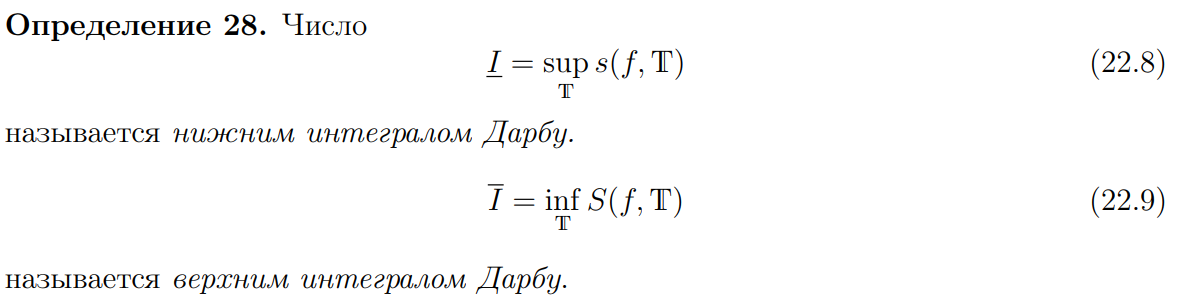 Определение 28. Число
I = sup s(f, 𝕋) (22.8)
𝕋
называется нижним интегралом Дарбу.
I̅ = inf S(f, 𝕋) (22.9)
𝕋
называется верхним интегралом Дарбу.